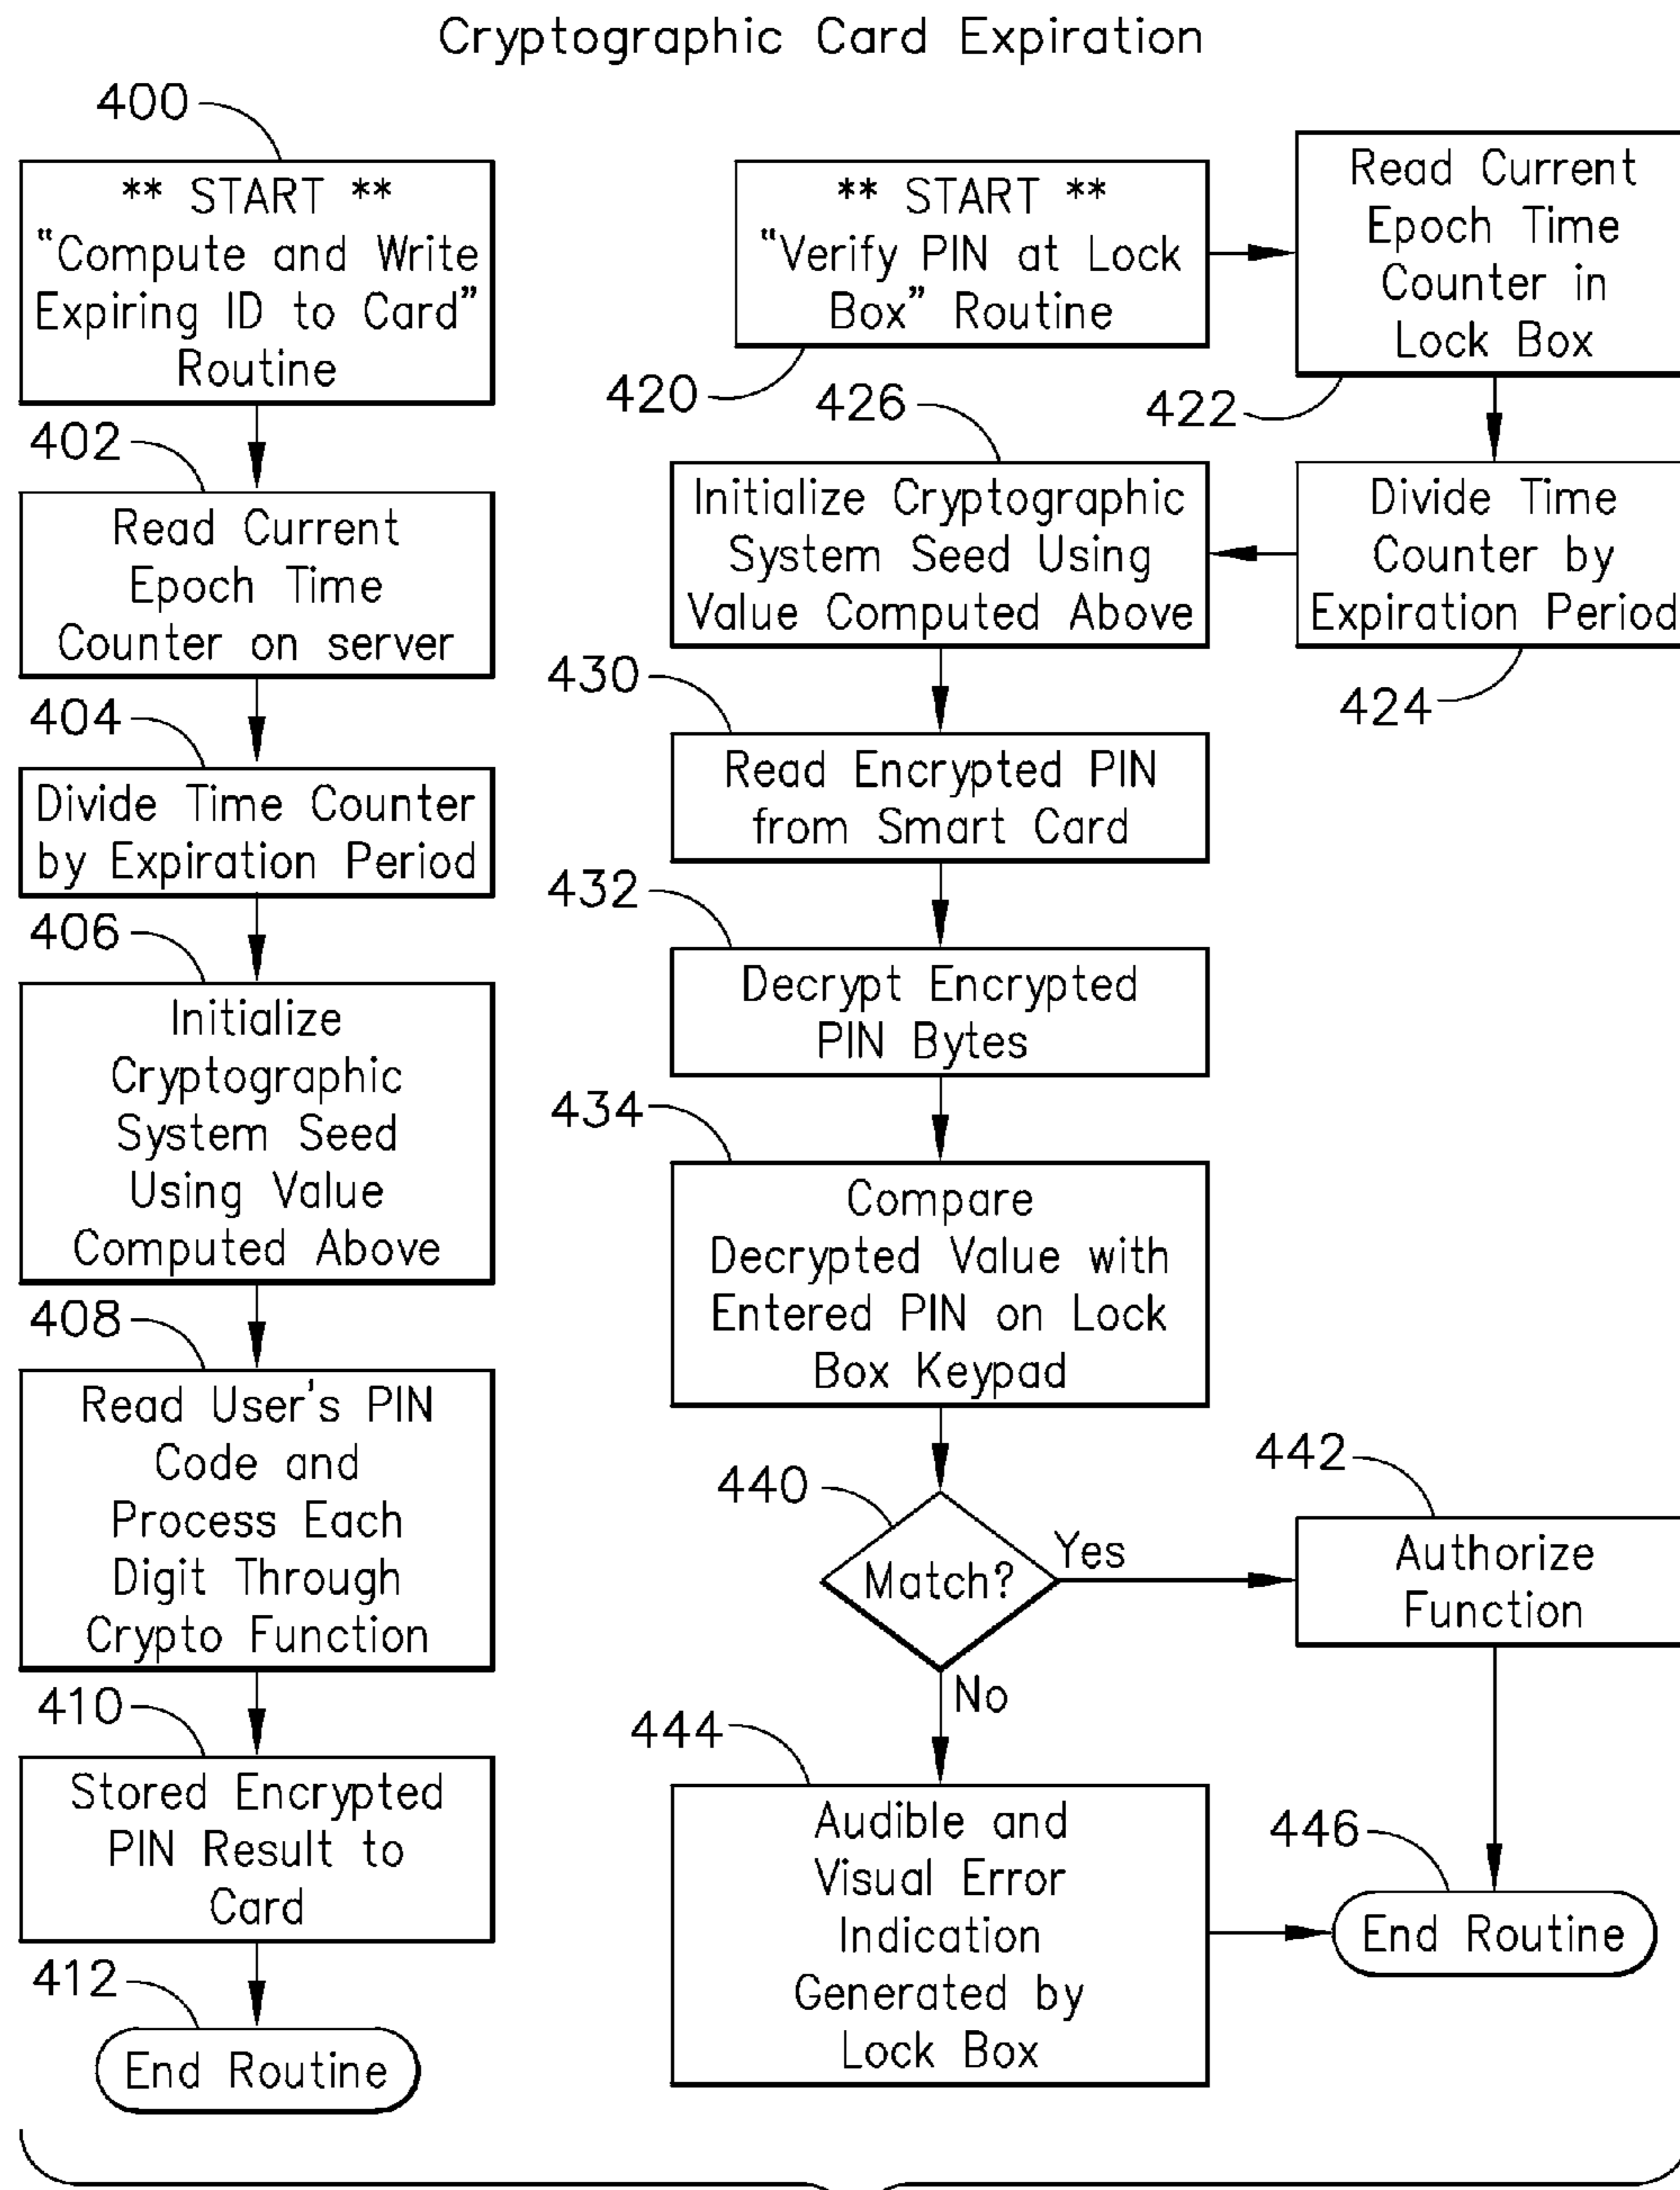 Cryptographic Card Expiration
400
** START **
“Compute and Write
Expiring ID to Card”
Routine
402
Read Current
Epoch Time
Counter on server
404
Divide Time Counter
by Expiration Period
406
Initialize
Cryptographic
System Seed
Using Value
Computed Above
408
Read User's PIN
Code and
Process Each
Digit Through
Crypto Function
410
Stored Encrypted
PIN Result to
Card
412
End Routine
** START **
“Verify PIN at Lock
Box” Routine
420
Read Current
Epoch Time
Counter in
Lock Box
422
Divide Time
Counter by
Expiration Period
424
426
Initialize Cryptographic
System Seed Using
Value Computed Above
430
Read Encrypted PIN
from Smart Card
432
Decrypt Encrypted
PIN Bytes
434
Compare
Decrypted Value with
Entered PIN on Lock
Box Keypad
440
Match?
Yes
No
442
Authorize
Function
444
Audible and
Visual Error
Indication
Generated by
Lock Box
446
End Routine